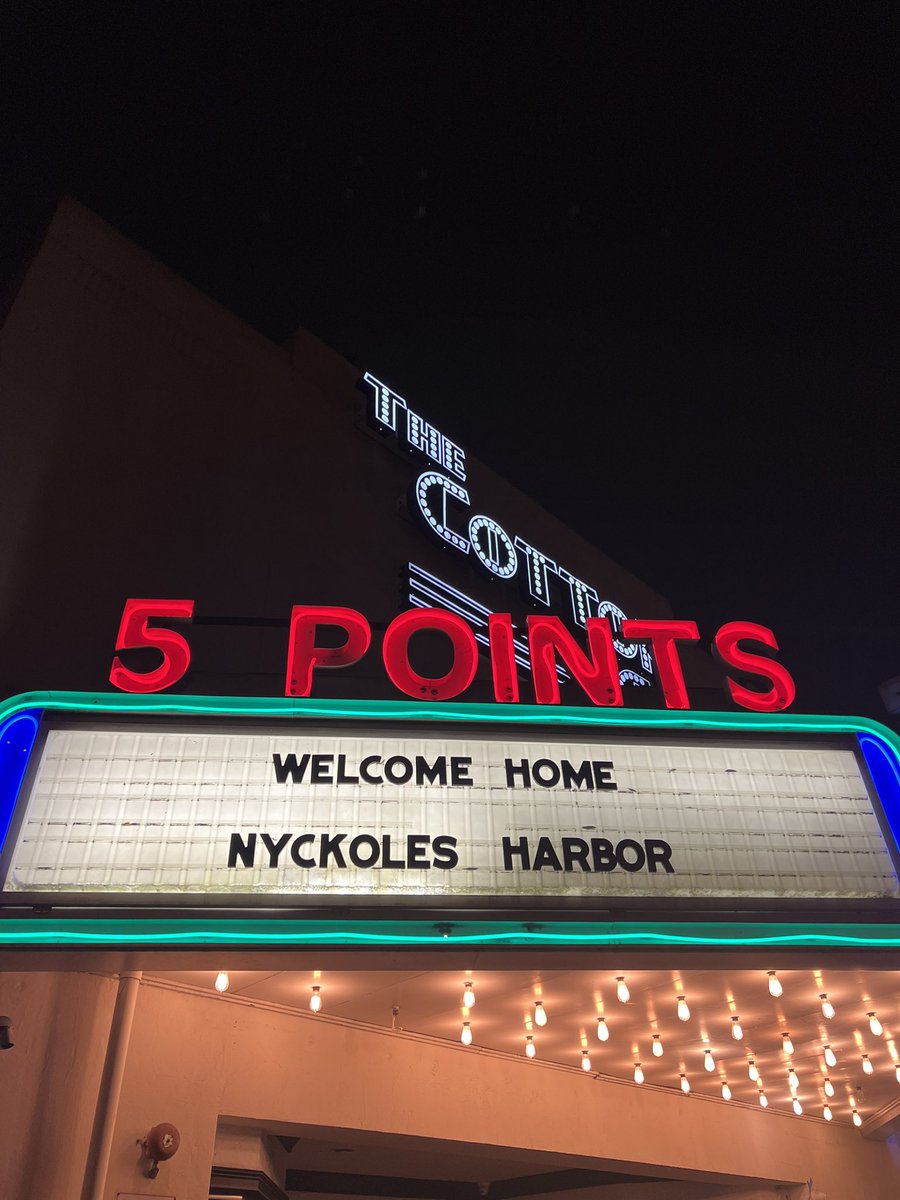 THE
5 POINTS
WELCOME HOME
NYCKOLES HARBOR